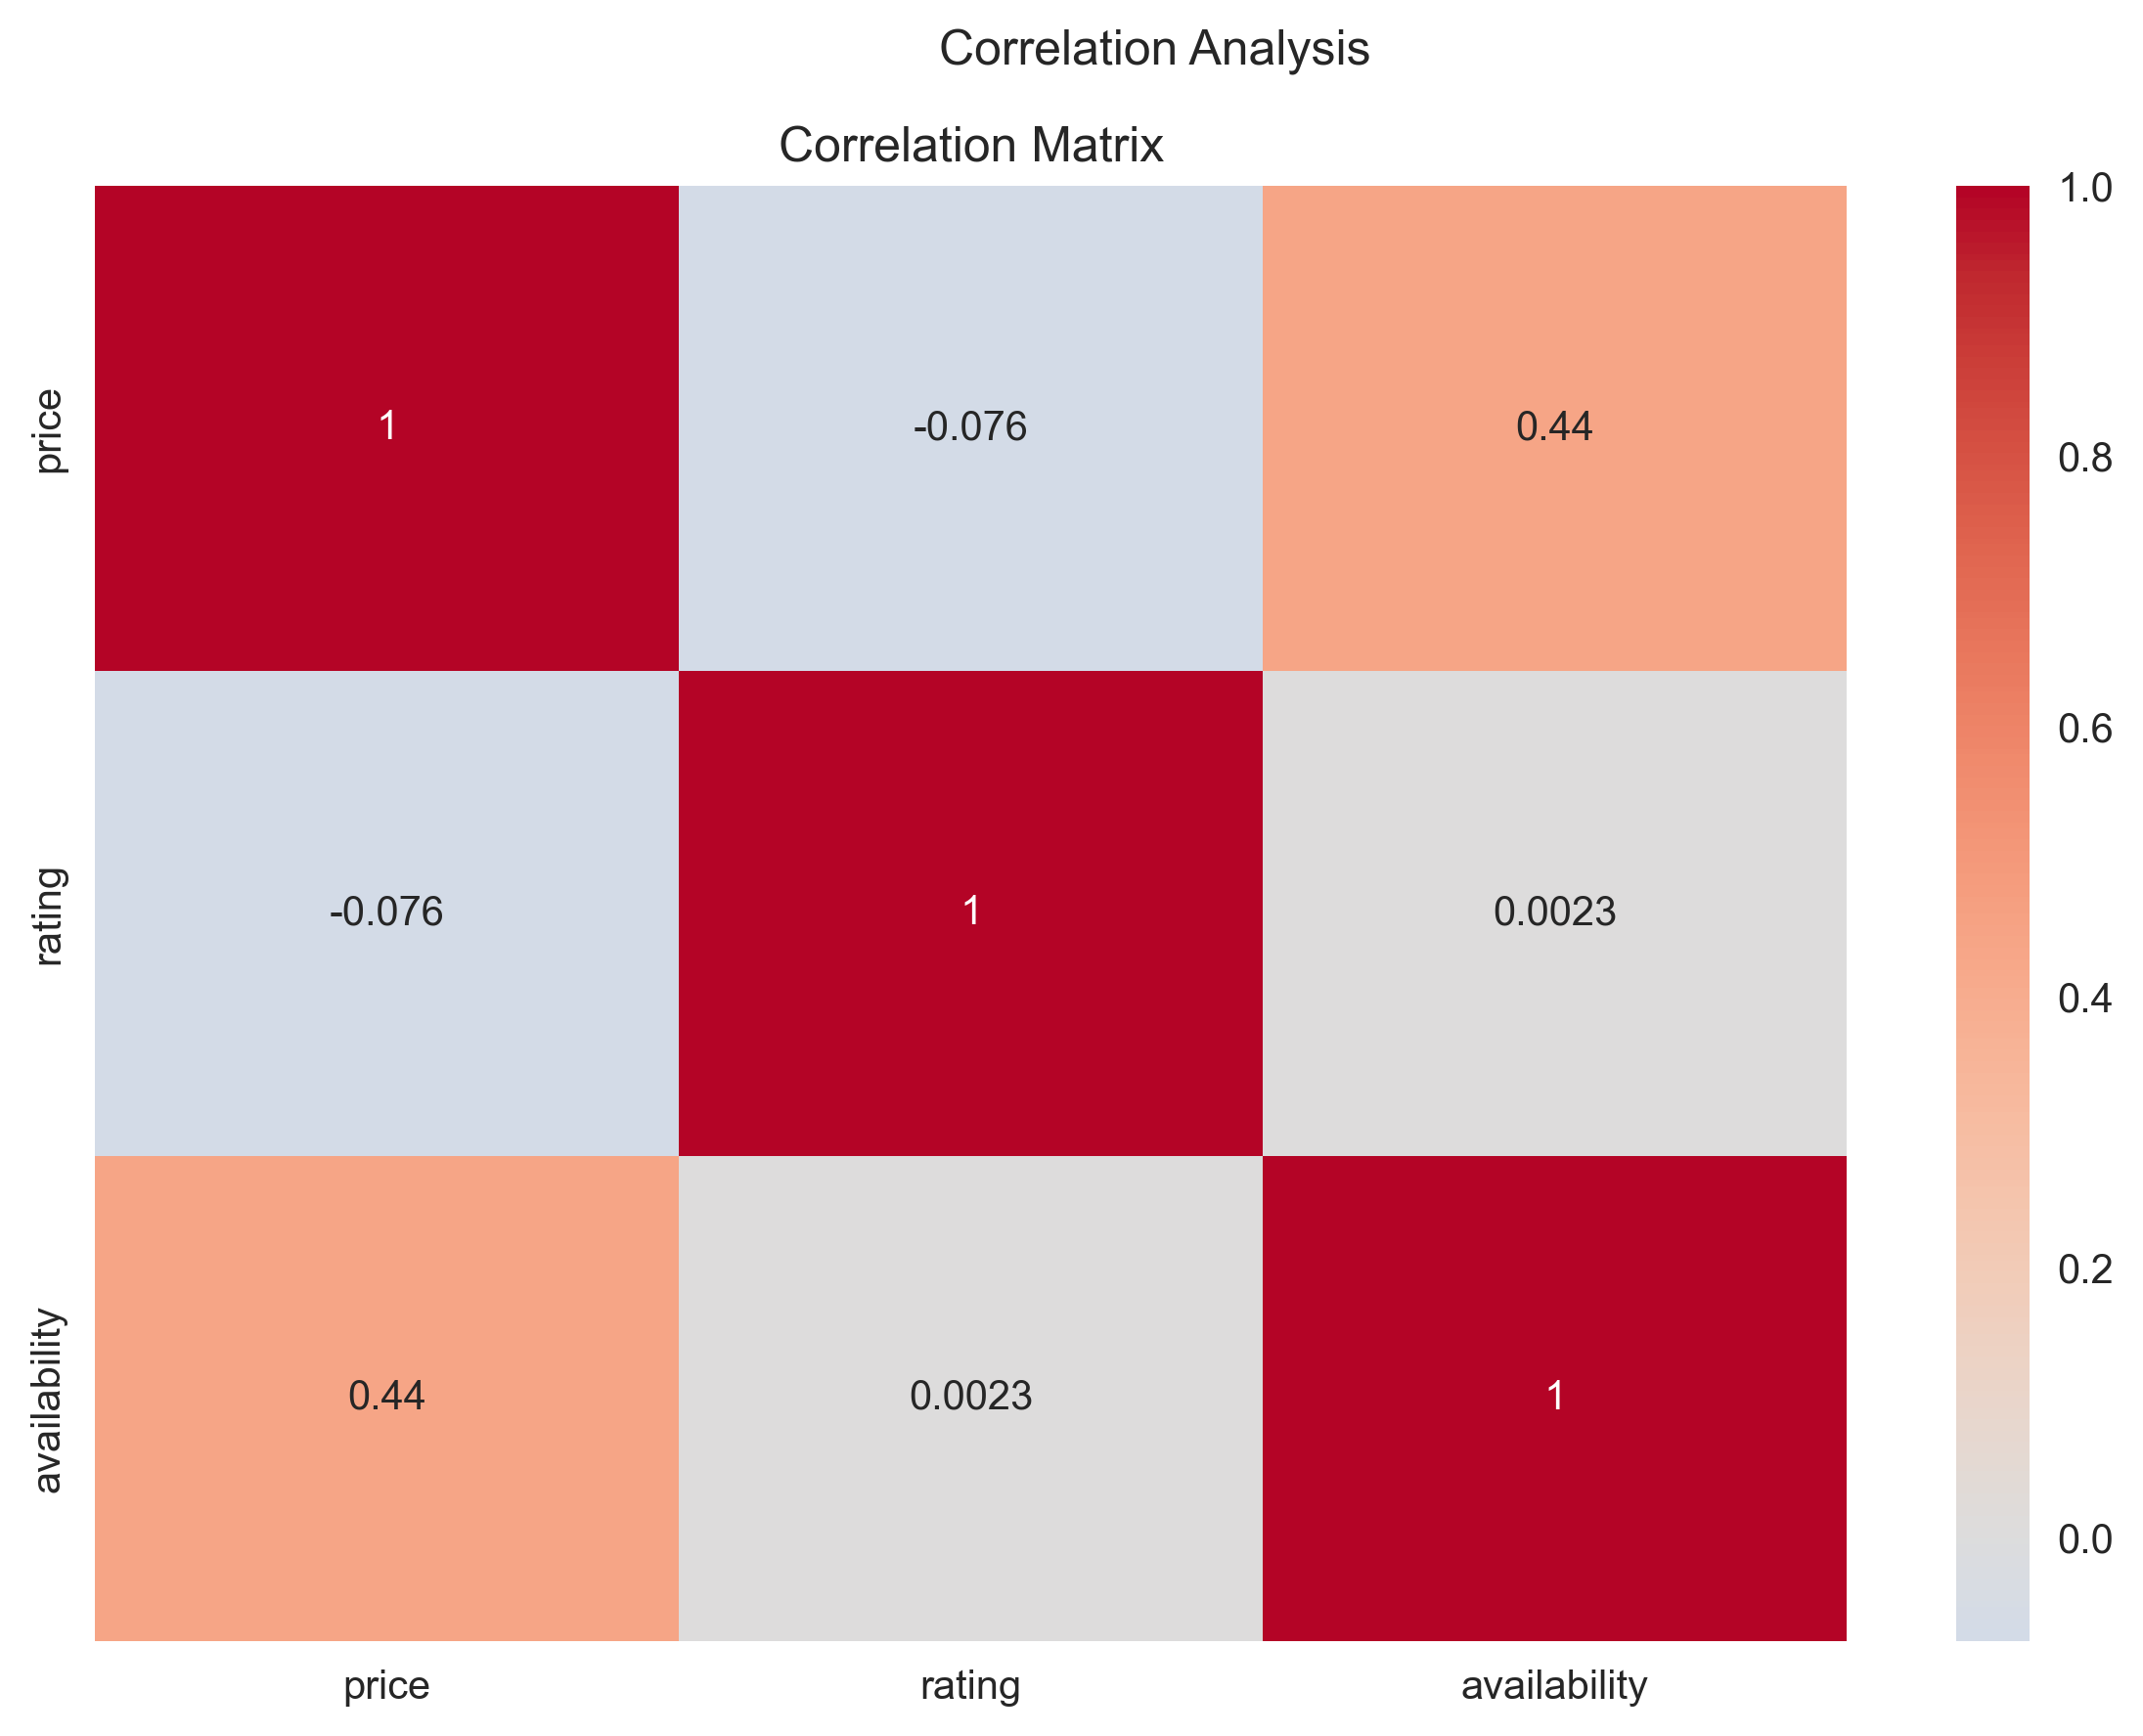 Correlation Analysis
Correlation Matrix
price
1
-0.076
0.44
rating
-0.076
1
0.0023
availability
0.44
0.0023
1
price
rating
availability
1.0
0.8
0.6
0.4
0.2
0.0